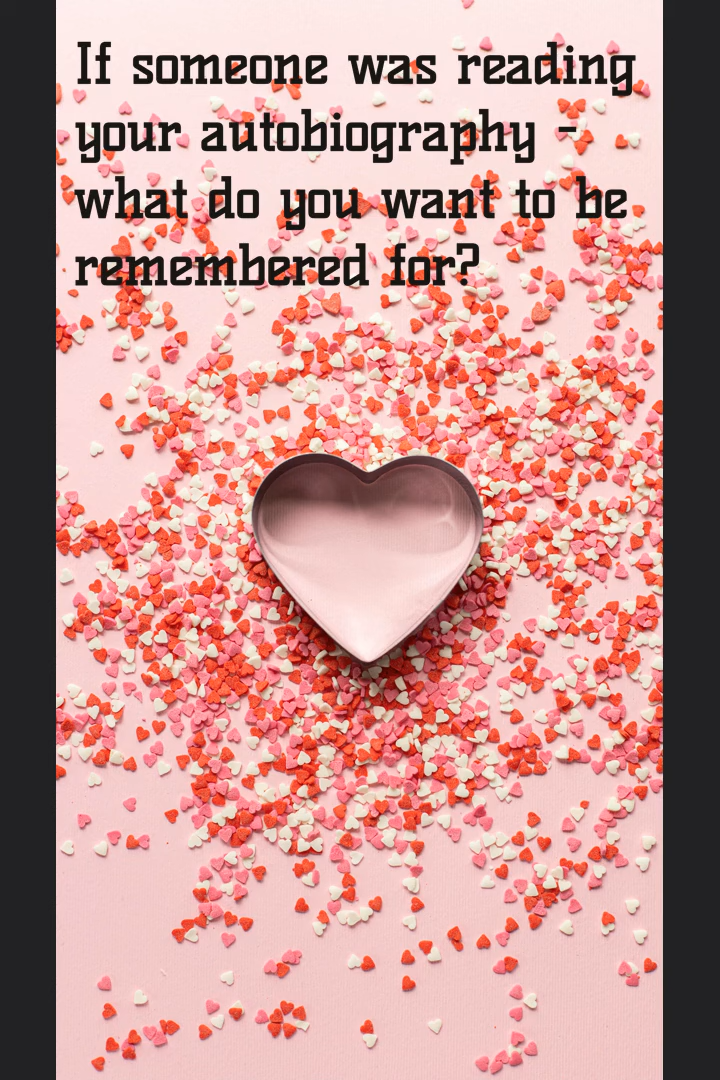 If someone was reading
your autobiography -
what do you want to be
remembered for?